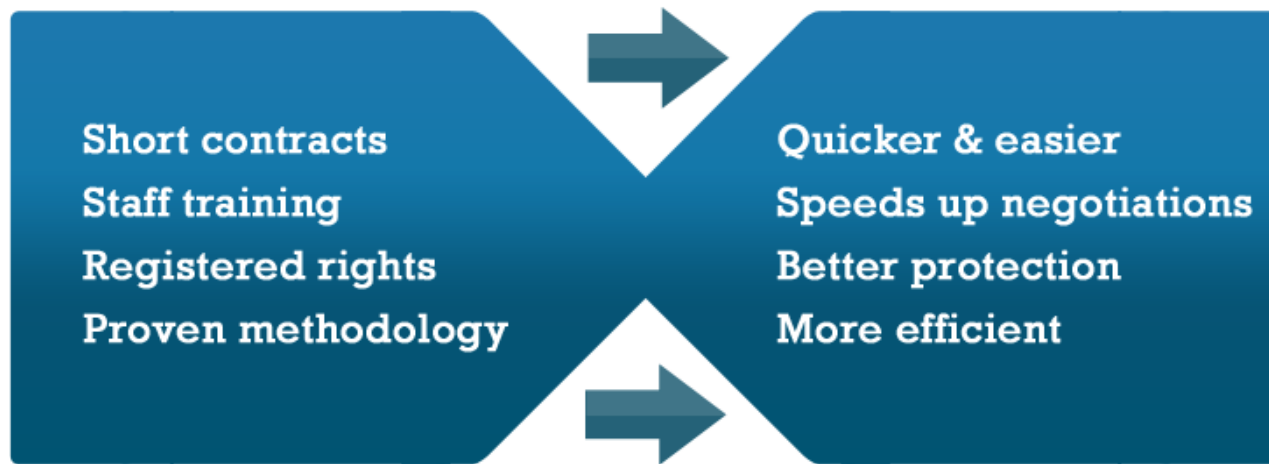 Short contracts
Staff training
Registered rights
Proven methodology
Quicker & easier
Speeds up negotiations
Better protection
More efficient